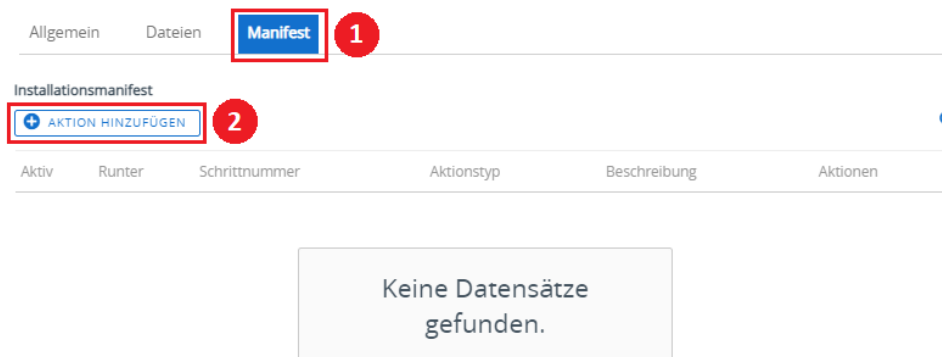 Allgemein Dateien Manifest 1
Installationsmanifest
AKTION HINZUFÜGEN 2
Aktiv Runter Schrittnummer Aktionstyp Beschreibung Aktionen
Keine Datensätze
gefunden.